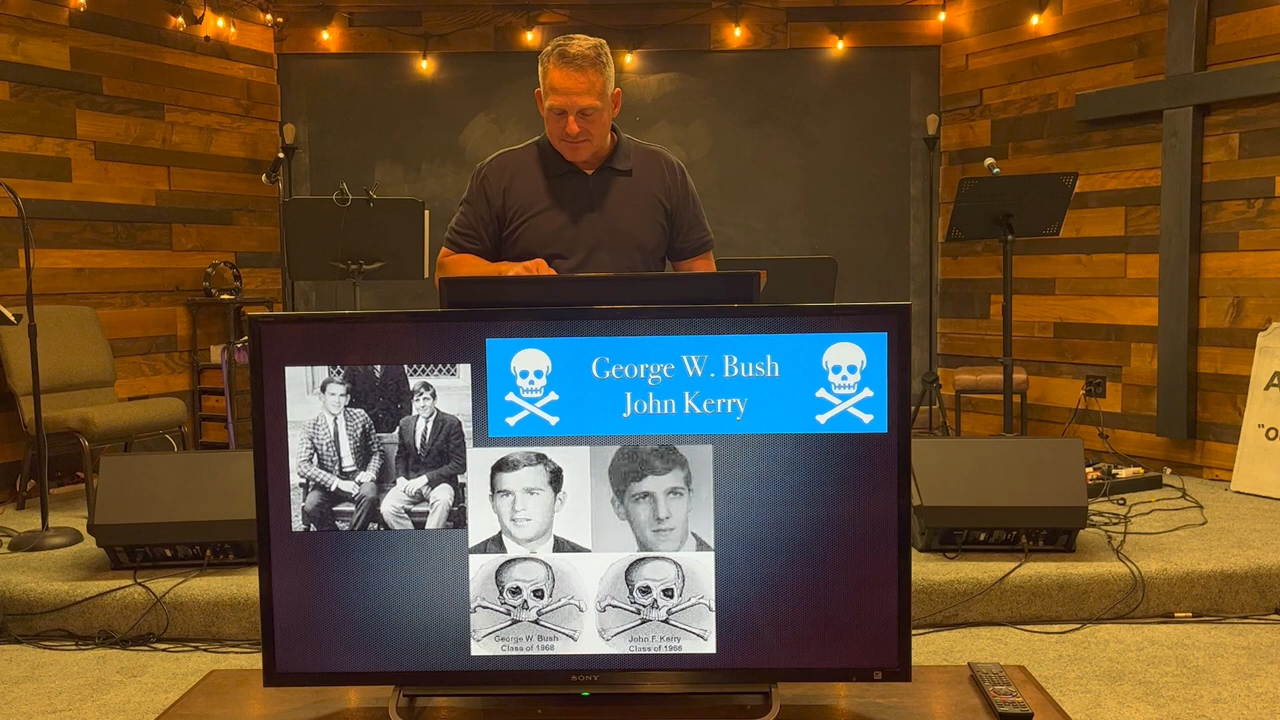 George W. Bush
John Kerry
George W. Bush
Class of 1968
John F. Kerry
Class of 1966
SONY